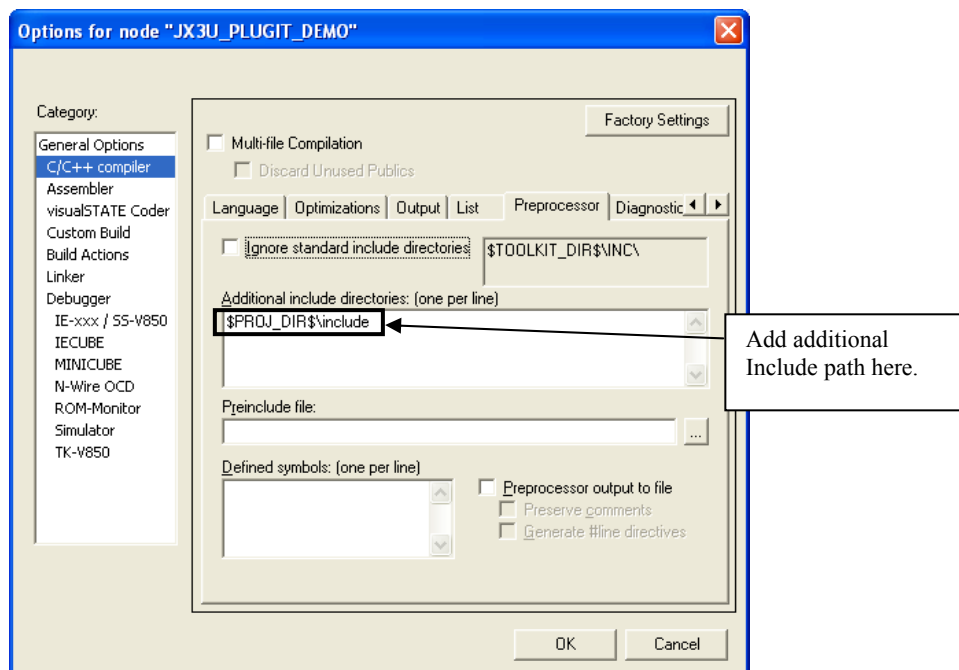 Options for node "JX3U_PLUGIT_DEMO"
Category:
General Options
C/C++ compiler
Assembler
visualSTATE Coder
Custom Build
Build Actions
Linker
Debugger
IE-xxx / SS-V850
IECUBE
MINICUBE
N-Wire OCD
ROM-Monitor
Simulator
TK-V850
Factory Settings
Multi-file Compilation
Discard Unused Publics
Language
Optimizations
Output
List
Preprocessor
Diagnostic
Ignore standard include directories
$TOOLKIT_DIR$\INC\
Additional include directories: (one per line)
$PROJ_DIR$\include
Preinclude file:
...
Defined symbols: (one per line)
Preprocessor output to file
Preserve comments
Generate #line directives
OK
Cancel
Add additional
Include path here.